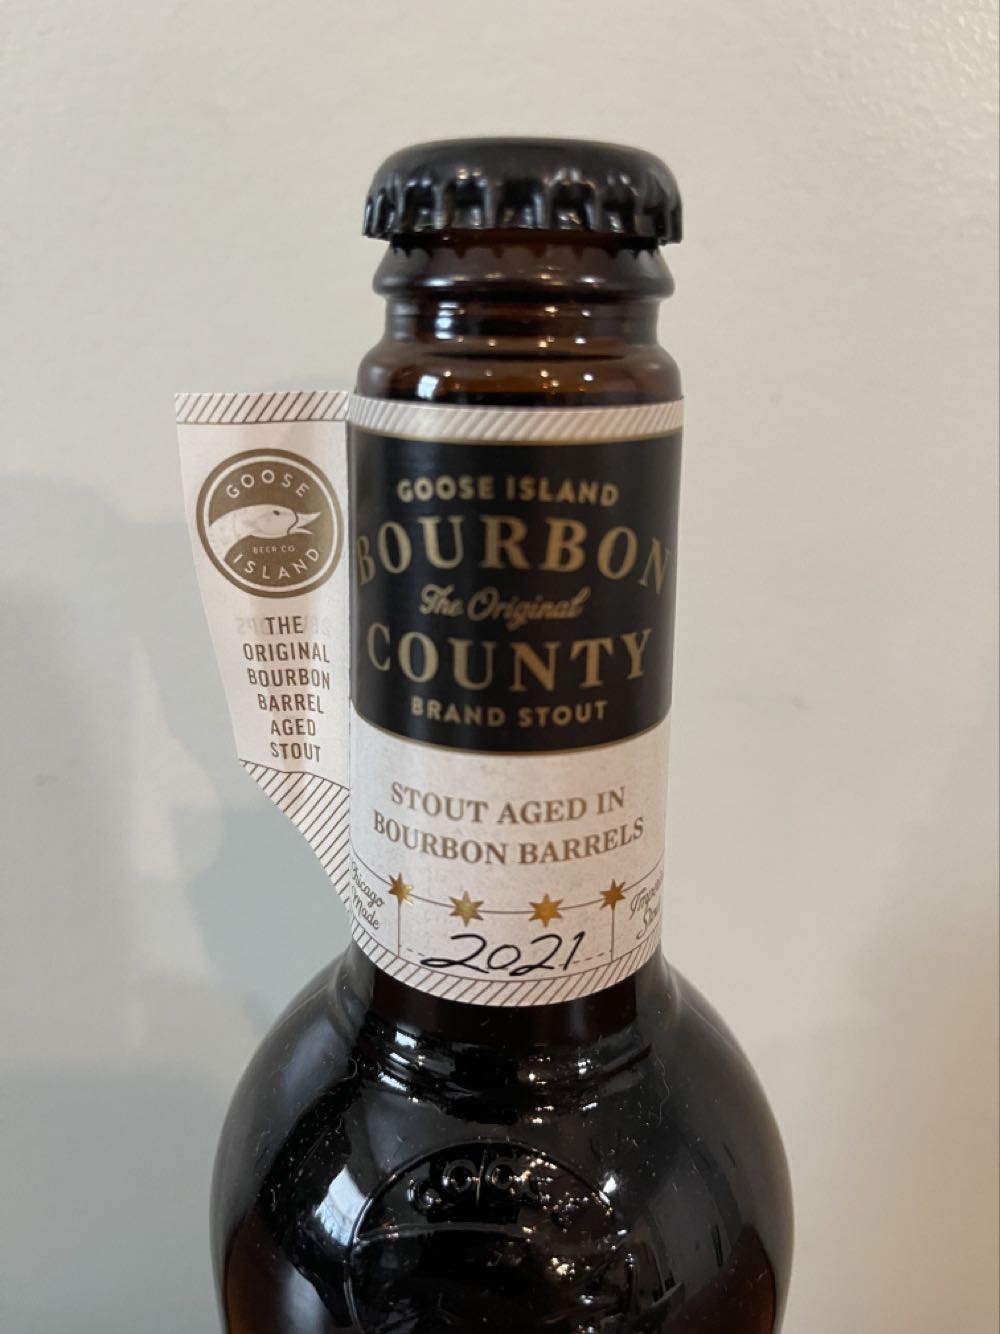 GOOSE
BEER CO.
ISLAND
THE
ORIGINAL
BOURBON
BARREL
AGED
STOUT
GOOSE ISLAND
BOURBON
The Original
COUNTY
BRAND STOUT
STOUT AGED IN
BOURBON BARRELS
Chicago
Made
2021